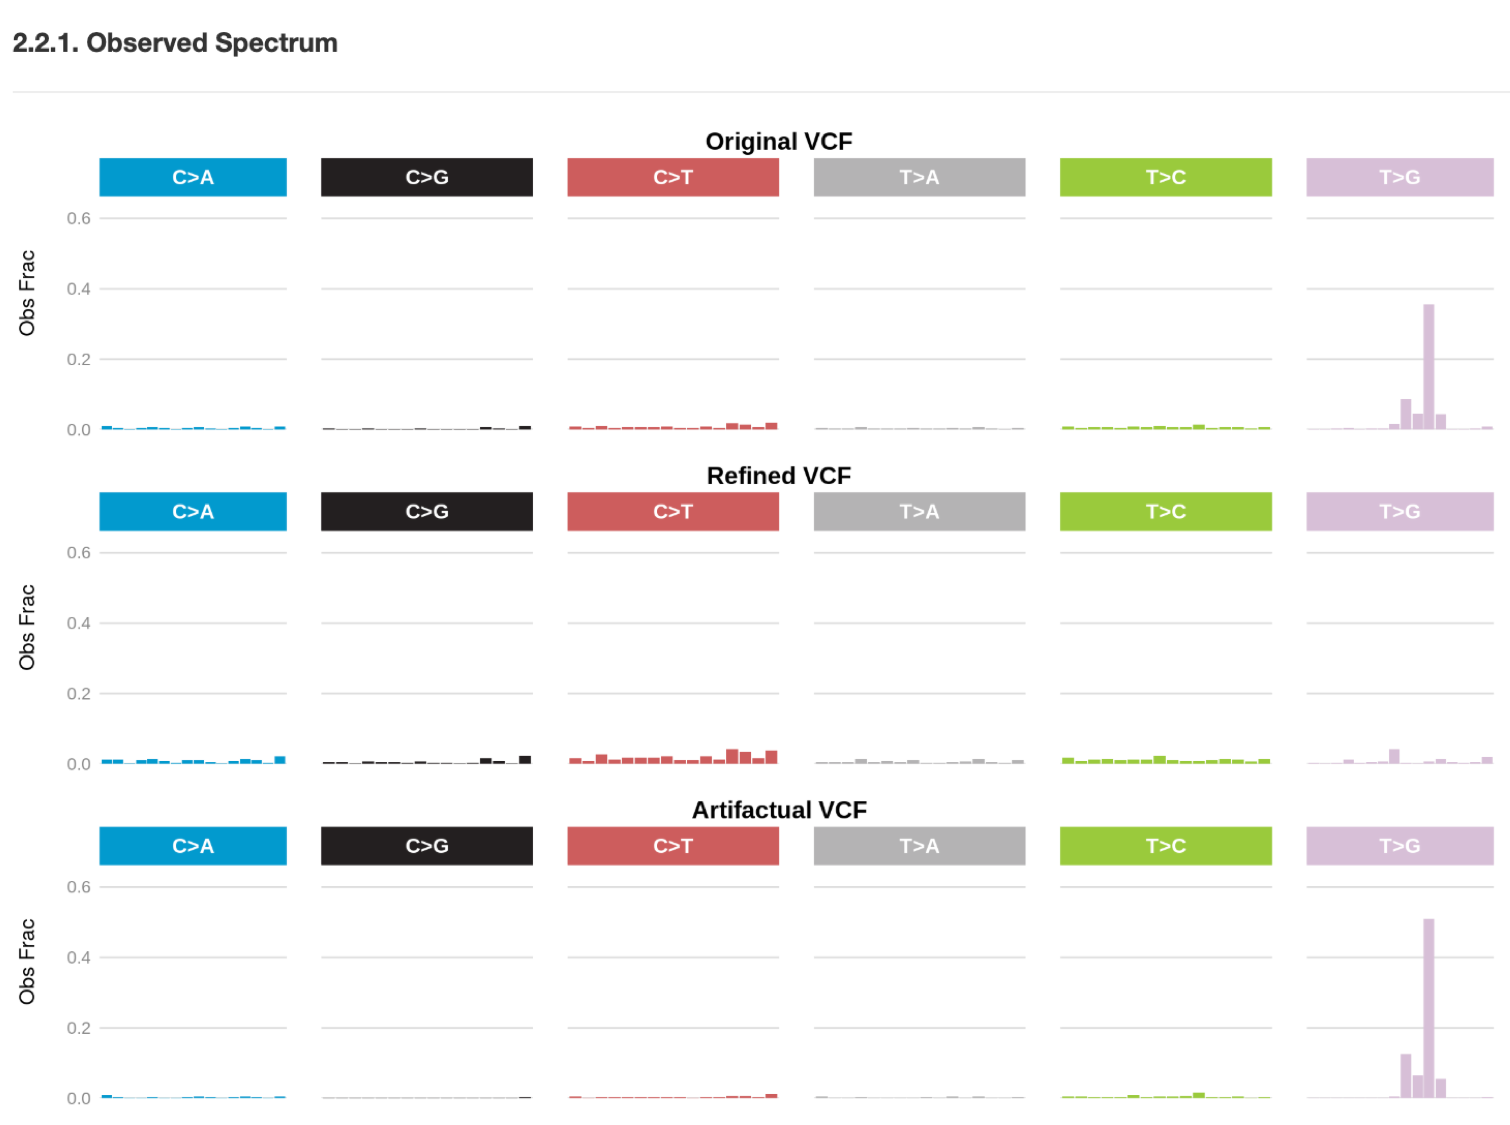 2.2.1. Observed Spectrum
Original VCF
C>A C>G C>T T>A T>C T>G
0.6
0.4
0.2
0.0
Obs Frac
Refined VCF
C>A C>G C>T T>A T>C T>G
0.6
0.4
0.2
0.0
Obs Frac
Artifactual VCF
C>A C>G C>T T>A T>C T>G
0.6
0.4
0.2
0.0
Obs Frac